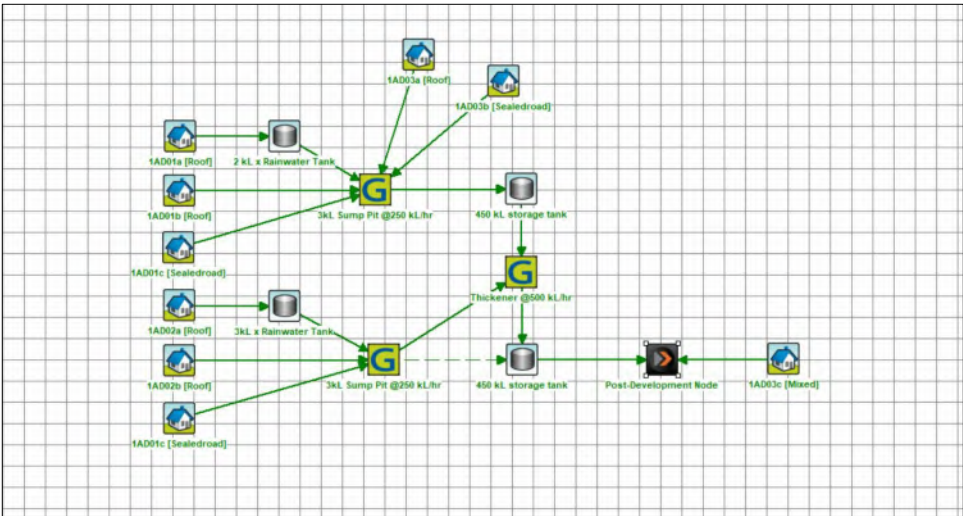 1AD03a [Roof]
1AD03b [Sealedroad]
1AD01a [Roof]
2 kL x Rainwater Tank
1AD01b [Roof]
G
3kL Sump Pit @250 kL/hr
450 kL storage tank
1AD01c [Sealedroad]
G
Thickener @500 kL/hr
1AD02a [Roof]
3kL x Rainwater Tank
1AD02b [Roof]
G
3kL Sump Pit @250 kL/hr
450 kL storage tank
Post-Development Node
1AD03c [Mixed]
1AD01c [Sealedroad]